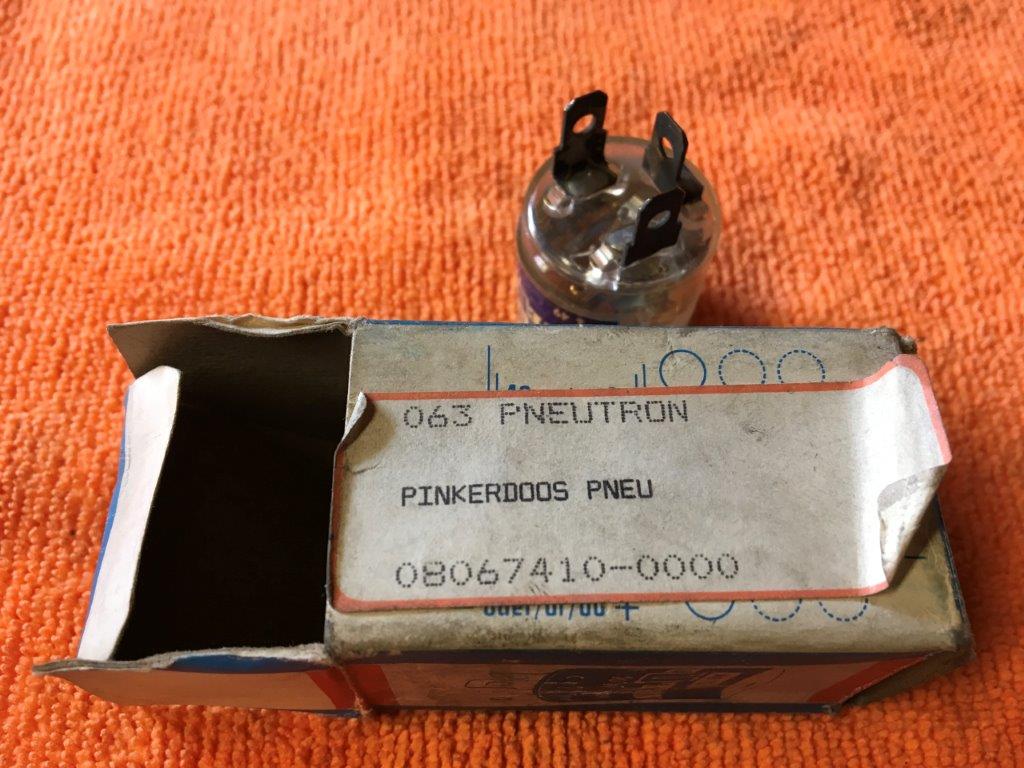 063 PNEUTRON
PINKERDOOS PNEU
08067410-0000